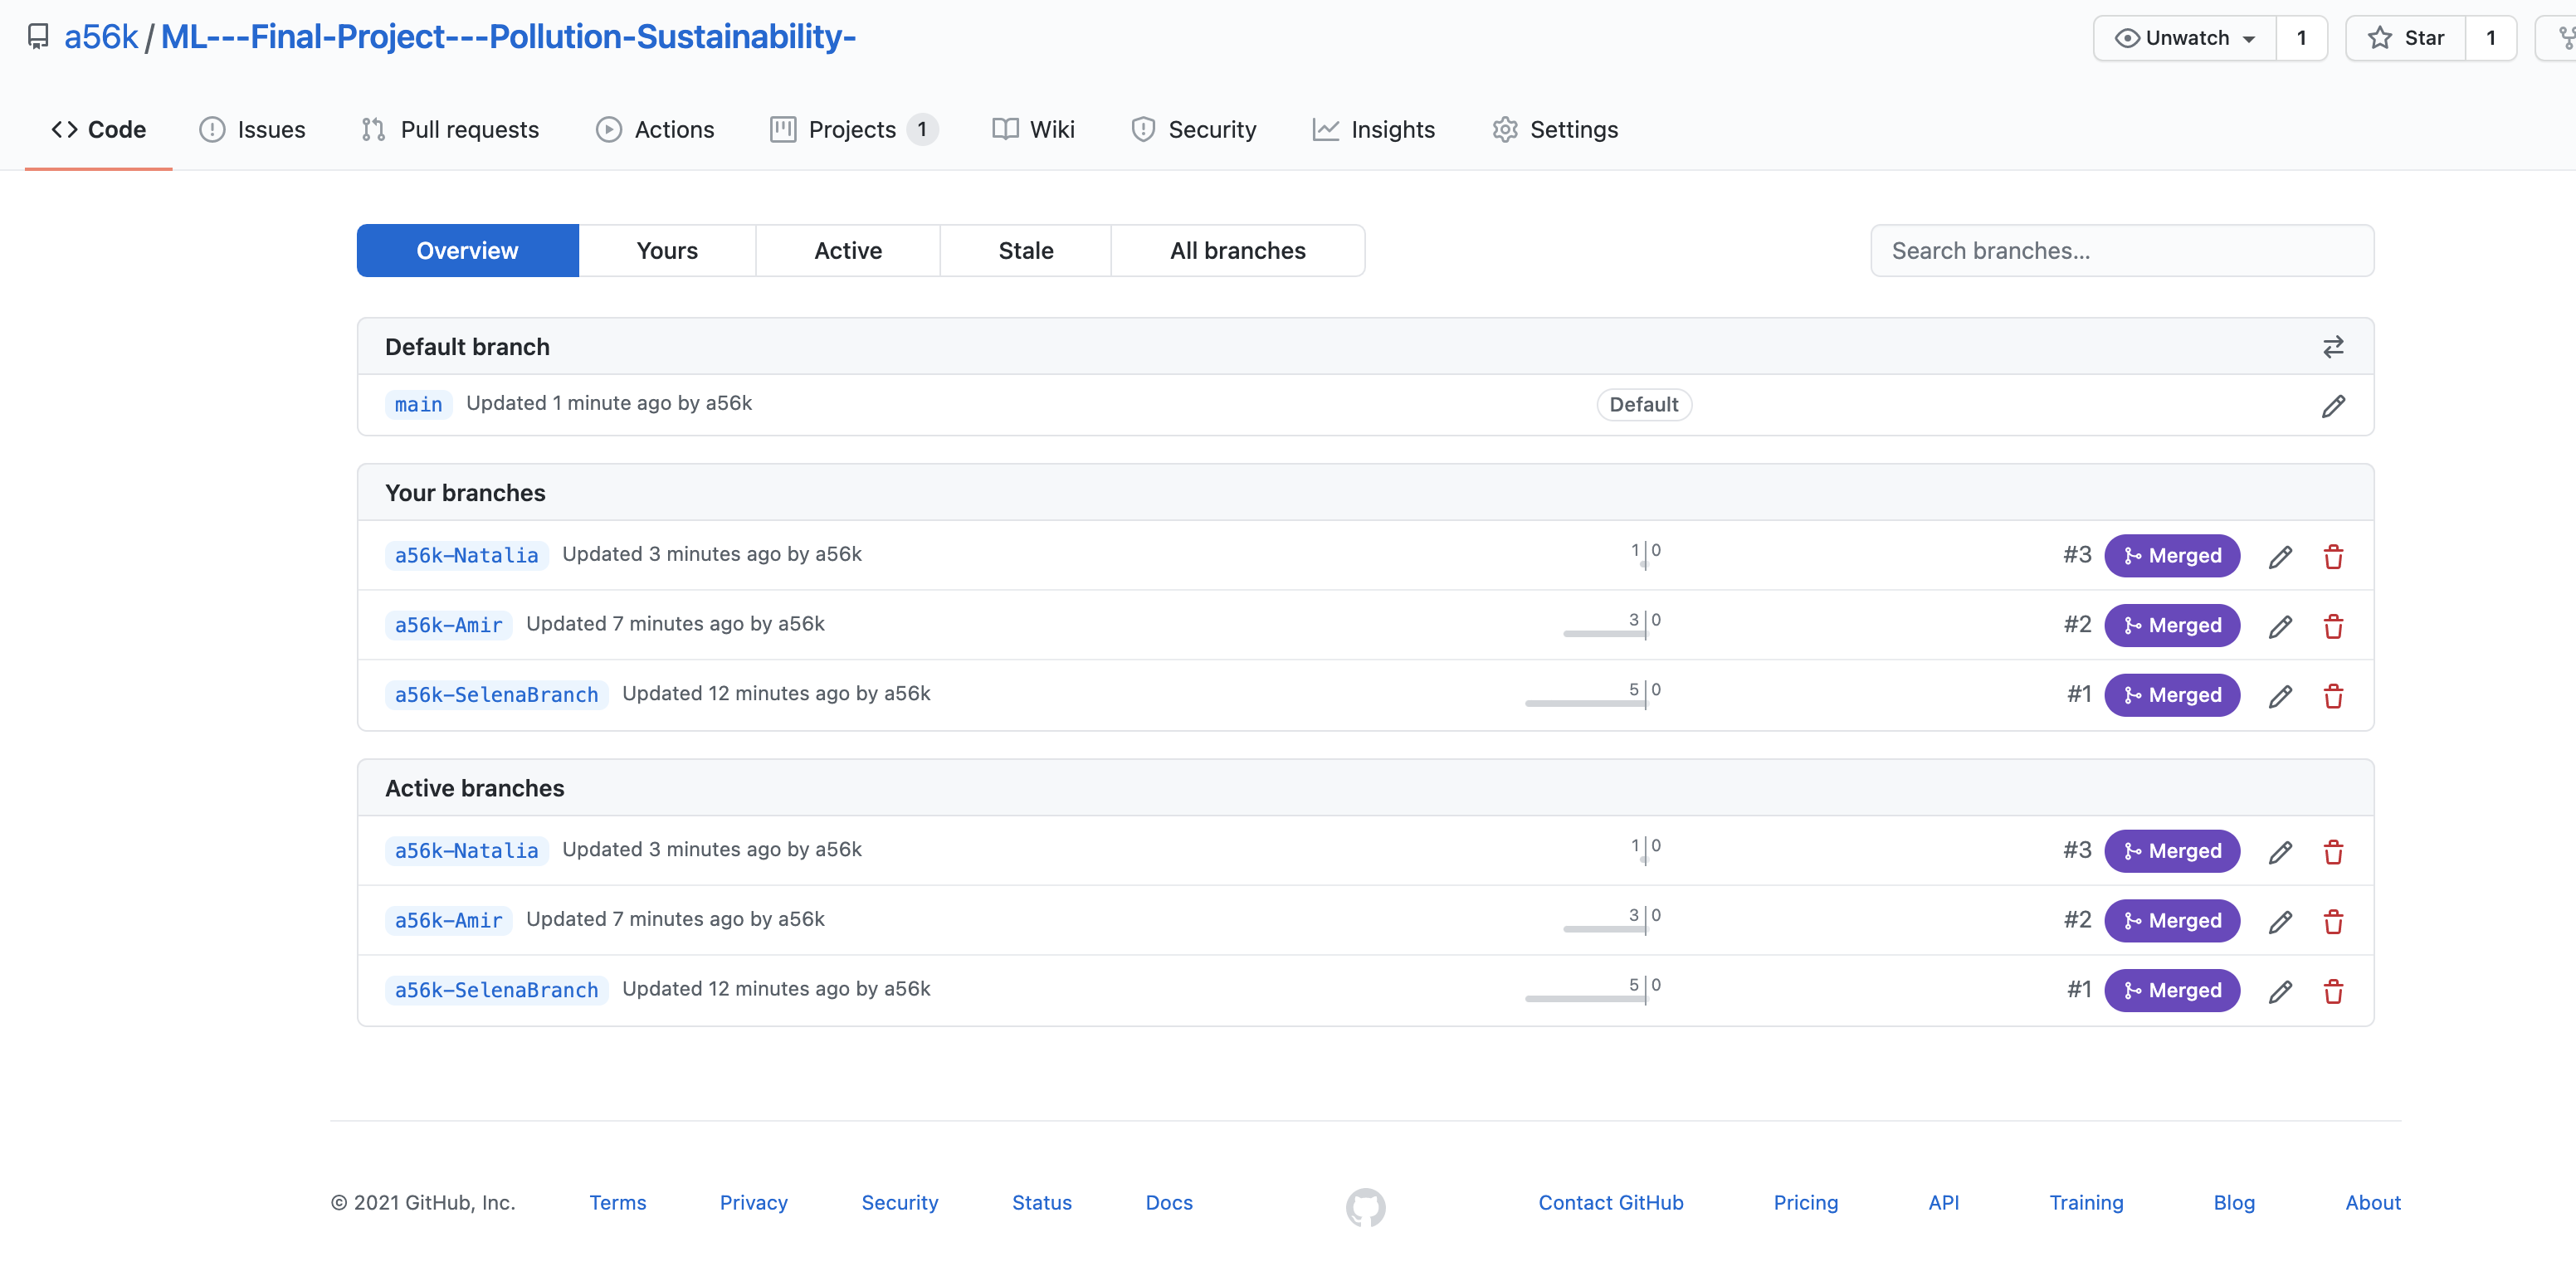 a56k / ML---Final-Project---Pollution-Sustainability-
Unwatch 1 Star 1
Code Issues Pull requests Actions Projects 1 Wiki Security Insights Settings
Overview Yours Active Stale All branches Search branches...
Default branch
main Updated 1 minute ago by a56k Default
Your branches
a56k-Natalia Updated 3 minutes ago by a56k 1 0 #3 Merged
a56k-Amir Updated 7 minutes ago by a56k 3 0 #2 Merged
a56k-SelenaBranch Updated 12 minutes ago by a56k 5 0 #1 Merged
Active branches
a56k-Natalia Updated 3 minutes ago by a56k 1 0 #3 Merged
a56k-Amir Updated 7 minutes ago by a56k 3 0 #2 Merged
a56k-SelenaBranch Updated 12 minutes ago by a56k 5 0 #1 Merged
© 2021 GitHub, Inc. Terms Privacy Security Status Docs Contact GitHub Pricing API Training Blog About